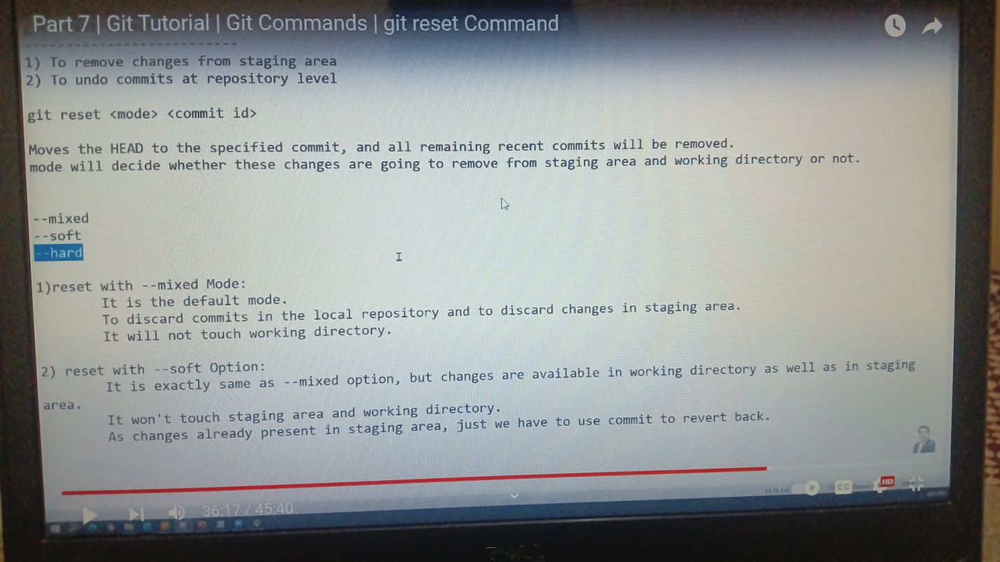 Part 7 | Git Tutorial | Git Commands | git reset Command
-------------------------
1) To remove changes from staging area
2) To undo commits at repository level
git reset <mode> <commit id>
Moves the HEAD to the specified commit, and all remaining recent commits will be removed.
mode will decide whether these changes are going to remove from staging area and working directory or not.
--mixed
--soft
--hard
1)reset with --mixed Mode:
It is the default mode.
To discard commits in the local repository and to discard changes in staging area.
It will not touch working directory.
2) reset with --soft Option:
It is exactly same as --mixed option, but changes are available in working directory as well as in staging
area.
It won't touch staging area and working directory.
As changes already present in staging area, just we have to use commit to revert back.
36:17 / 45:40
CC
HD
DELL